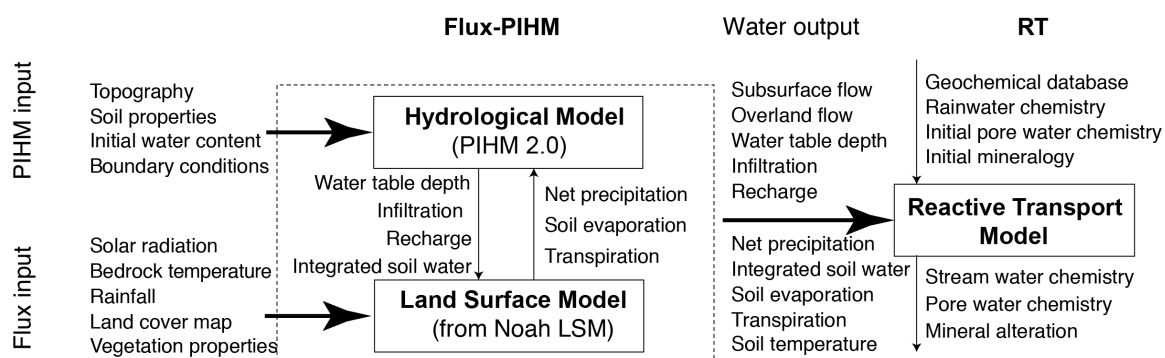 Flux-PIHM
Water output
RT
PIHM input
Topography
Soil properties
Initial water content
Boundary conditions
Hydrological Model
(PIHM 2.0)
Water table depth
Infiltration
Recharge
Integrated soil water
Net precipitation
Soil evaporation
Transpiration
Flux input
Solar radiation
Bedrock temperature
Rainfall
Land cover map
Vegetation properties
Land Surface Model
(from Noah LSM)
Subsurface flow
Overland flow
Water table depth
Infiltration
Recharge
Net precipitation
Integrated soil water
Soil evaporation
Transpiration
Soil temperature
Geochemical database
Rainwater chemistry
Initial pore water chemistry
Initial mineralogy
Reactive Transport
Model
Stream water chemistry
Pore water chemistry
Mineral alteration